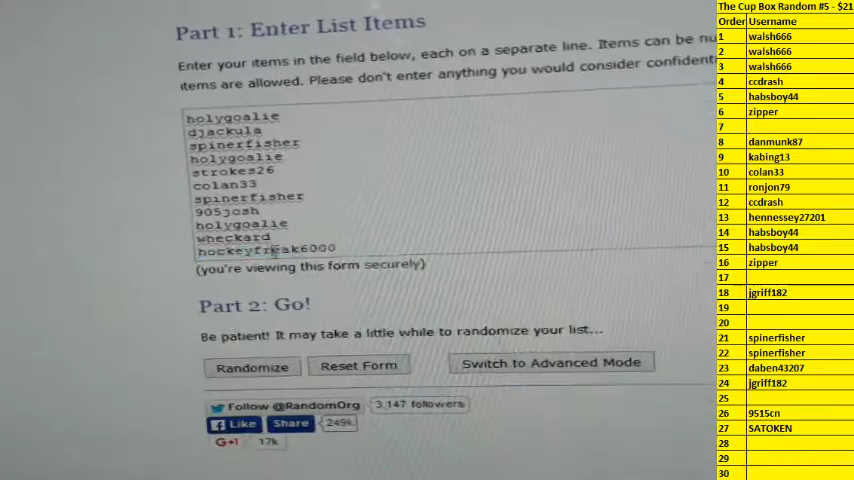 Part 1: Enter List Items
Enter your items in the field below, each on a separate line. Items can be nu
items are allowed. Please don't enter anything you would consider confident
holygoalie
djackula
spinerfisher
holygoalie
strokes26
colan33
spinerfisher
905josh
holygoalie
wheckard
hockeyfreak6000
(you're viewing this form securely)
Part 2: Go!
Be patient! It may take a little while to randomize your list...
Randomize Reset Form Switch to Advanced Mode
Follow @RandomOrg 3 147 followers
Like Share 249k
G+1 17k
The Cup Box Random #5 - $21
Order Username
1 walsh666
2 walsh666
3 walsh666
4 ccdrash
5 habsboy44
6 zipper
7
8 danmunk87
9 kabing13
10 colan33
11 ronjon79
12 ccdrash
13 hennessey27201
14 habsboy44
15 habsboy44
16 zipper
17
18 jgriff182
19
20
21 spinerfisher
22 spinerfisher
23 daben43207
24 jgriff182
25
26 9515cn
27 SATOKEN
28
29
30